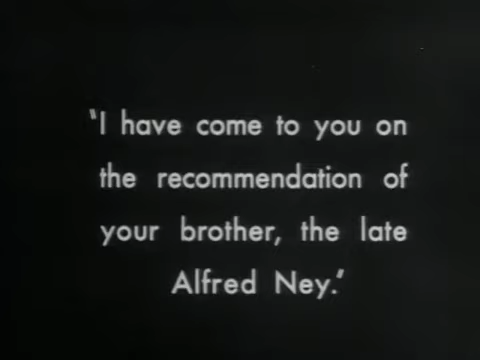 'I have come to you on
the recommendation of
your brother, the late
Alfred Ney.'